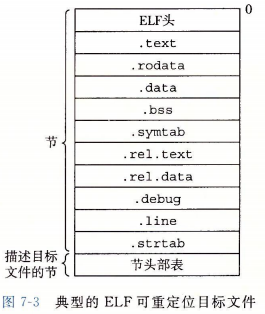 0
ELF头
.text
.rodata
.data
.bss
.symtab
.rel.text
.rel.data
.debug
.line
.strtab
节
描述目标
文件的节
节头部表
图 7-3 典型的 ELF 可重定位目标文件